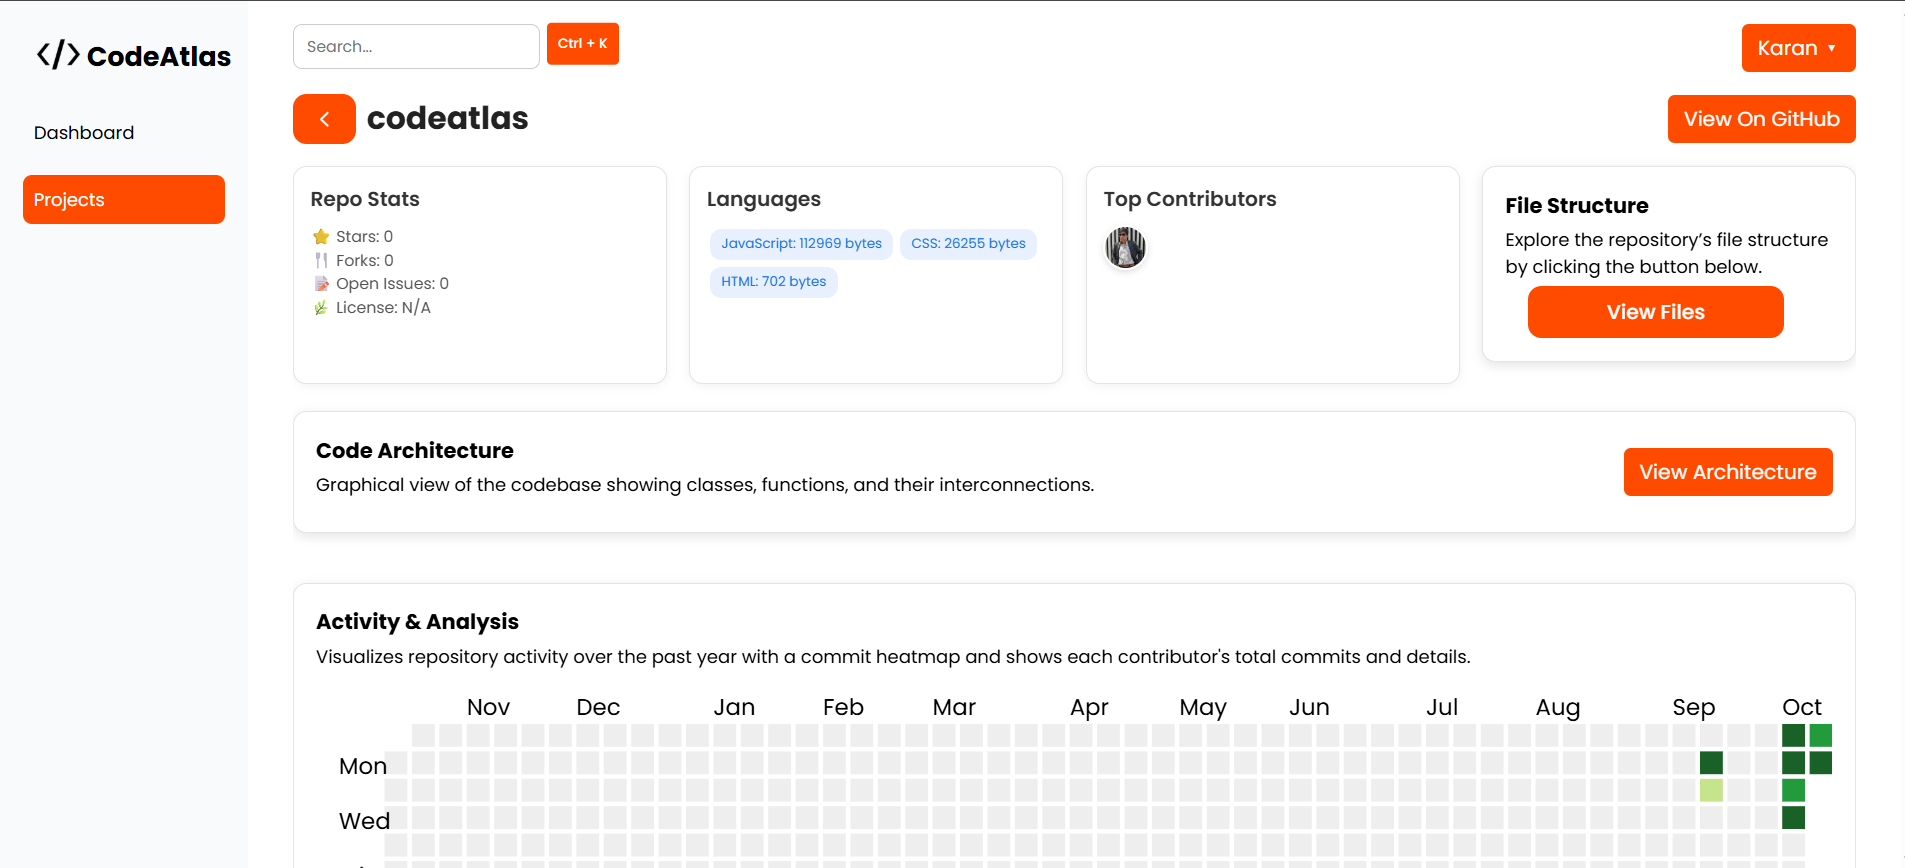 </> CodeAtlas
Search...
Ctrl + K
Karan ▼
Dashboard
Projects
codeatlas
View On GitHub
Repo Stats
⭐ Stars: 0
🍴 Forks: 0
📝 Open Issues: 0
🌿 License: N/A
Languages
JavaScript: 112969 bytes
CSS: 26255 bytes
HTML: 702 bytes
Top Contributors
File Structure
Explore the repository’s file structure
by clicking the button below.
View Files
Code Architecture
Graphical view of the codebase showing classes, functions, and their interconnections.
View Architecture
Activity & Analysis
Visualizes repository activity over the past year with a commit heatmap and shows each contributor's total commits and details.
Nov Dec Jan Feb Mar Apr May Jun Jul Aug Sep Oct
Mon
Wed